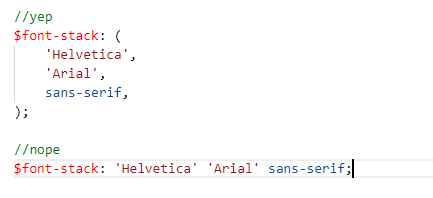 //yep
$font-stack: (
    'Helvetica',
    'Arial',
    sans-serif,
);
//nope
$font-stack: 'Helvetica' 'Arial' sans-serif;